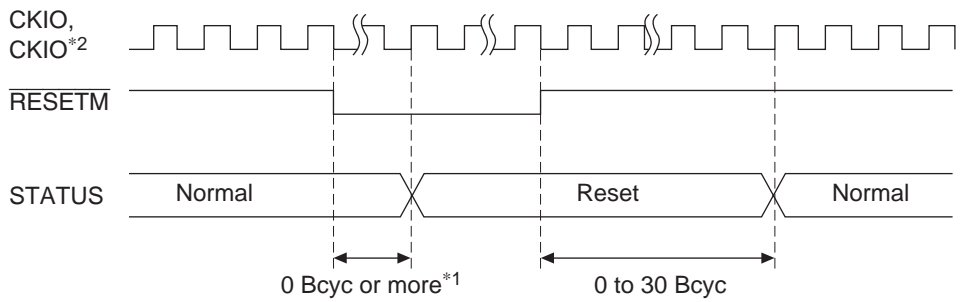 CKIO,
CKIO*2
RESETM
STATUS Normal Reset Normal
0 Bcyc or more*1 0 to 30 Bcyc